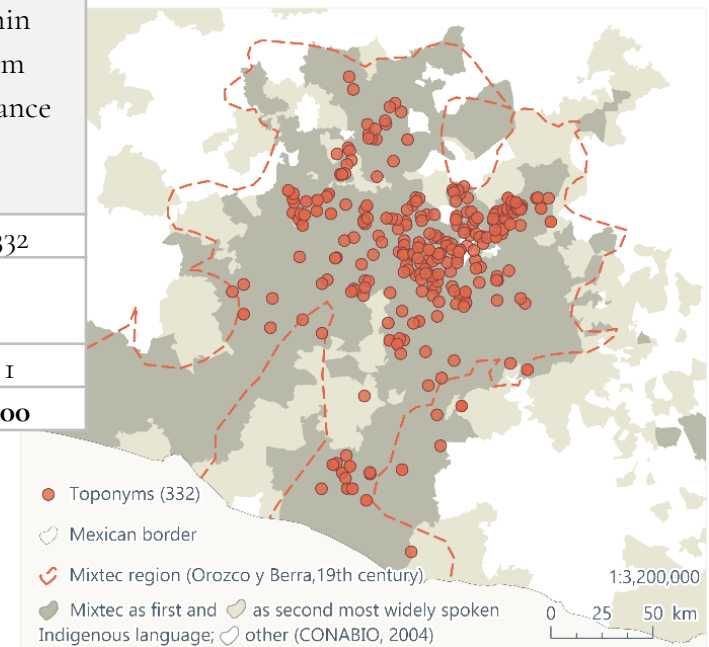 hin
m
ance
332
1
00
Toponyms (332)
Mexican border
Mixtec region (Orozco y Berra,19th century)
1:3,200,000
Mixtec as first and as second most widely spoken
0 25 50 km
Indigenous language; other (CONABIO, 2004)